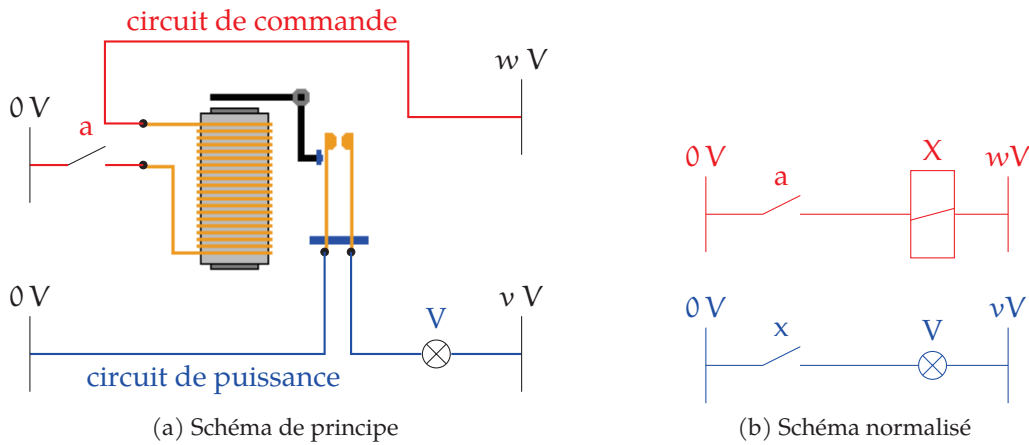 circuit de commande
w V
0 V
a
0 V
v V
V
circuit de puissance
(a) Schéma de principe
0 V
a
X
wV
0 V
x
V
vV
(b) Schéma normalisé